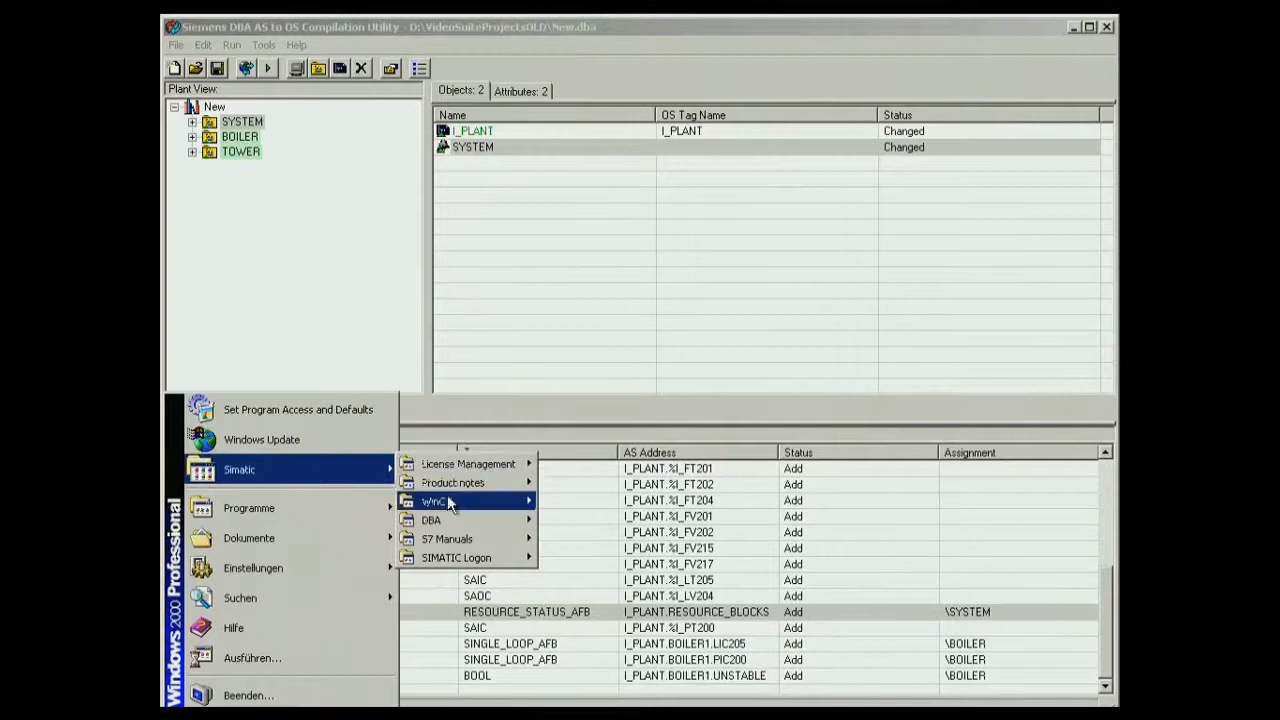 Siemens DBA AS to OS Compilation Utility - D:\VideoSuiteProjectsOLD\New.dba
File Edit Run Tools Help
Plant View:
Objects: 2 Attributes: 2
New
SYSTEM
BOILER
TOWER
Name OS Tag Name Status
I_PLANT I_PLANT Changed
SYSTEM Changed
Set Program Access and Defaults
Windows Update
Simatic
Programme
Dokumente
Einstellungen
Suchen
Hilfe
Ausführen...
Beenden...
Windows 2000 Professional
License Management
Product notes
DBA
S7 Manuals
SIMATIC Logon
AS Address Status Assignment
I_PLANT.%I_FT201 Add
I_PLANT.%I_FT202 Add
I_PLANT.%I_FT204 Add
I_PLANT.%I_FV201 Add
I_PLANT.%I_FV202 Add
I_PLANT.%I_FV215 Add
I_PLANT.%I_FV217 Add
SAIC I_PLANT.%I_LT205 Add
SAOC I_PLANT.%I_LV204 Add
RESOURCE_STATUS_AFB I_PLANT.RESOURCE_BLOCKS Add \SYSTEM
SAIC I_PLANT.%I_PT200 Add
SINGLE_LOOP_AFB I_PLANT.BOILER1.LIC205 Add \BOILER
SINGLE_LOOP_AFB I_PLANT.BOILER1.PIC200 Add \BOILER
BOOL I_PLANT.BOILER1.UNSTABLE Add \BOILER